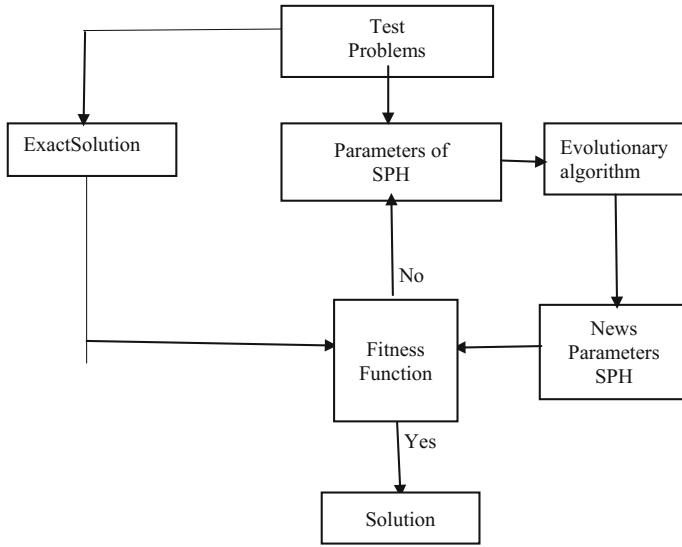 Test
Problems
ExactSolution
Parameters of
SPH
Evolutionary
algorithm
No
Fitness
Function
News
Parameters
SPH
Yes
Solution